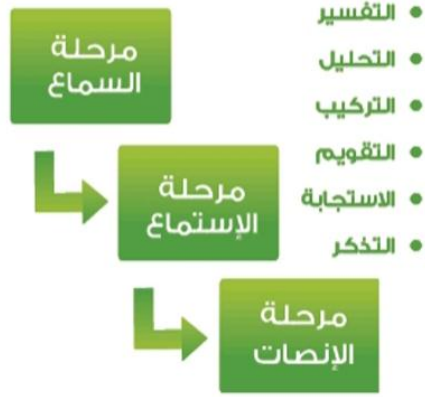 مرحلة
السماع
مرحلة
الإستماع
مرحلة
الإنصات
• التفسير
• التحليل
• التركيب
• التقويم
• الاستجابة
• التذكر